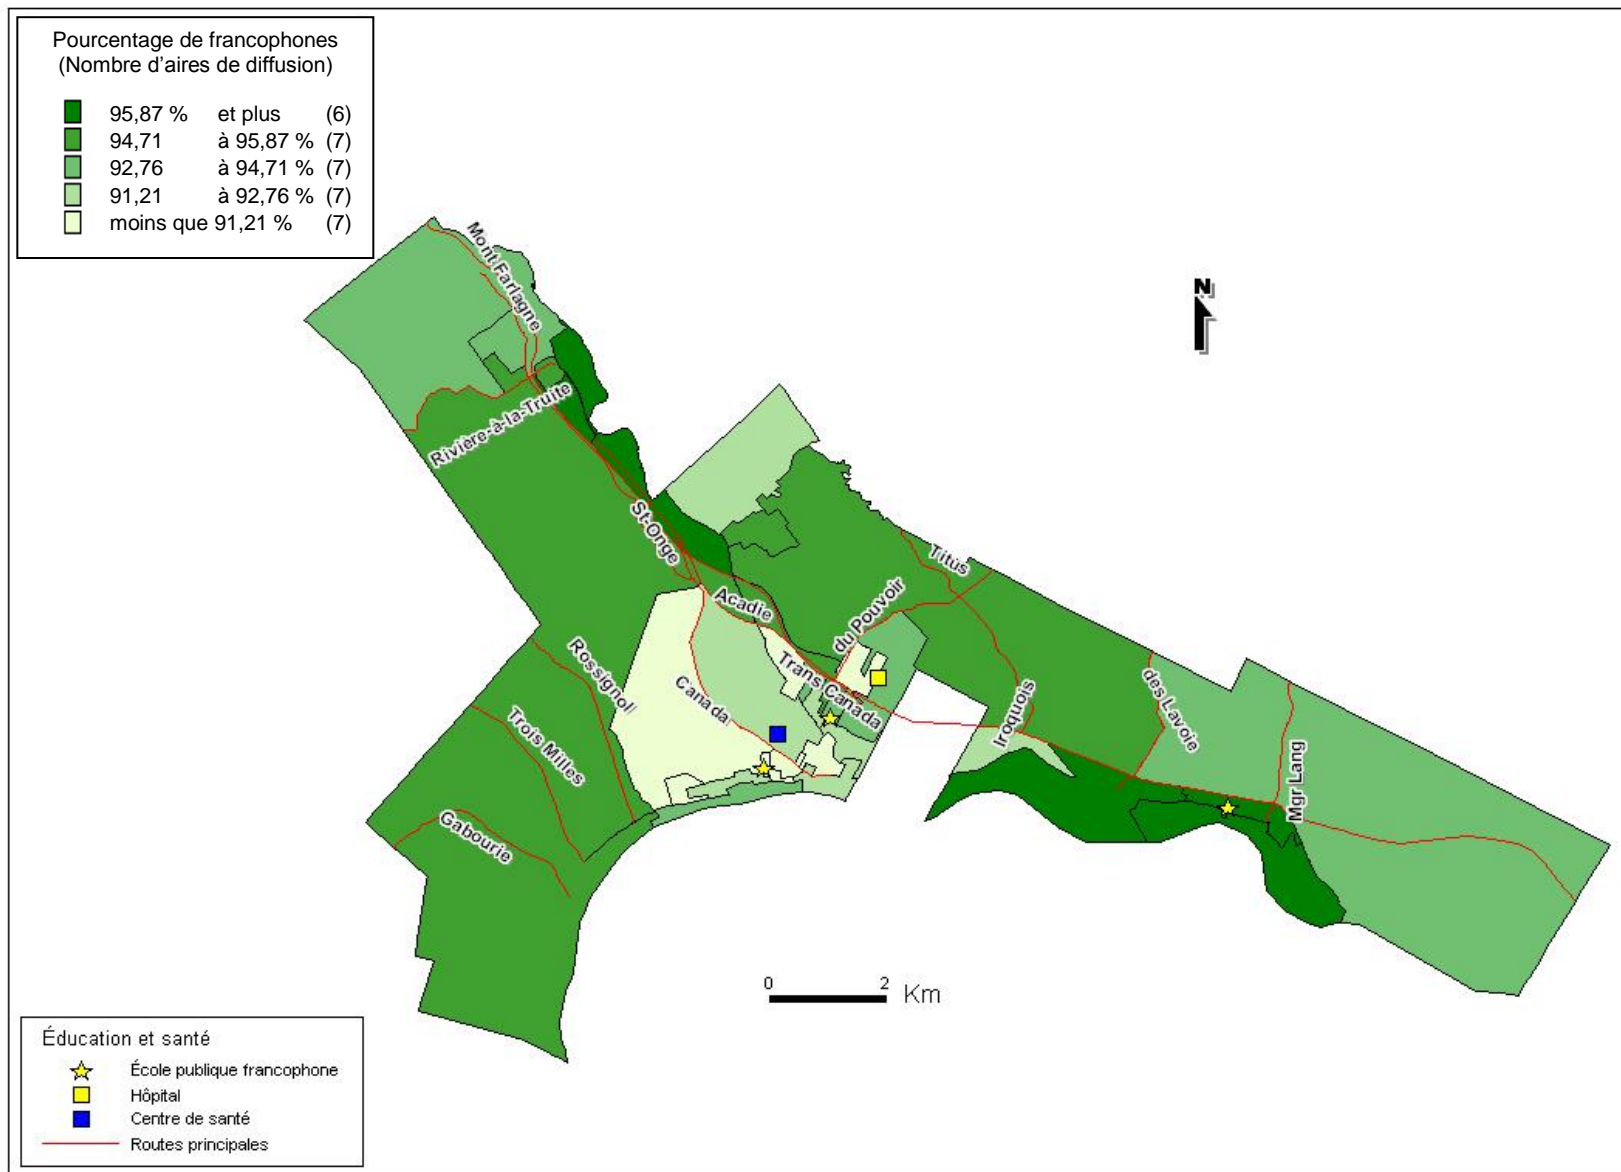 Pourcentage de francophones
(Nombre d'aires de diffusion)
95,87 % et plus (6)
94,71 à 95,87 % (7)
92,76 à 94,71 % (7)
91,21 à 92,76 % (7)
moins que 91,21 % (7)
Mont Farlagne
N
Rivière-à-la-Truite
St-Onge
Titus
Acadie
du Pouvoir
Rossignol
Trans Canada
Canada
Iroquois
des Lavoie
Trois Milles
Mgr Lang
Gabourie
0 2 Km
Éducation et santé
École publique francophone
Hôpital
Centre de santé
Routes principales